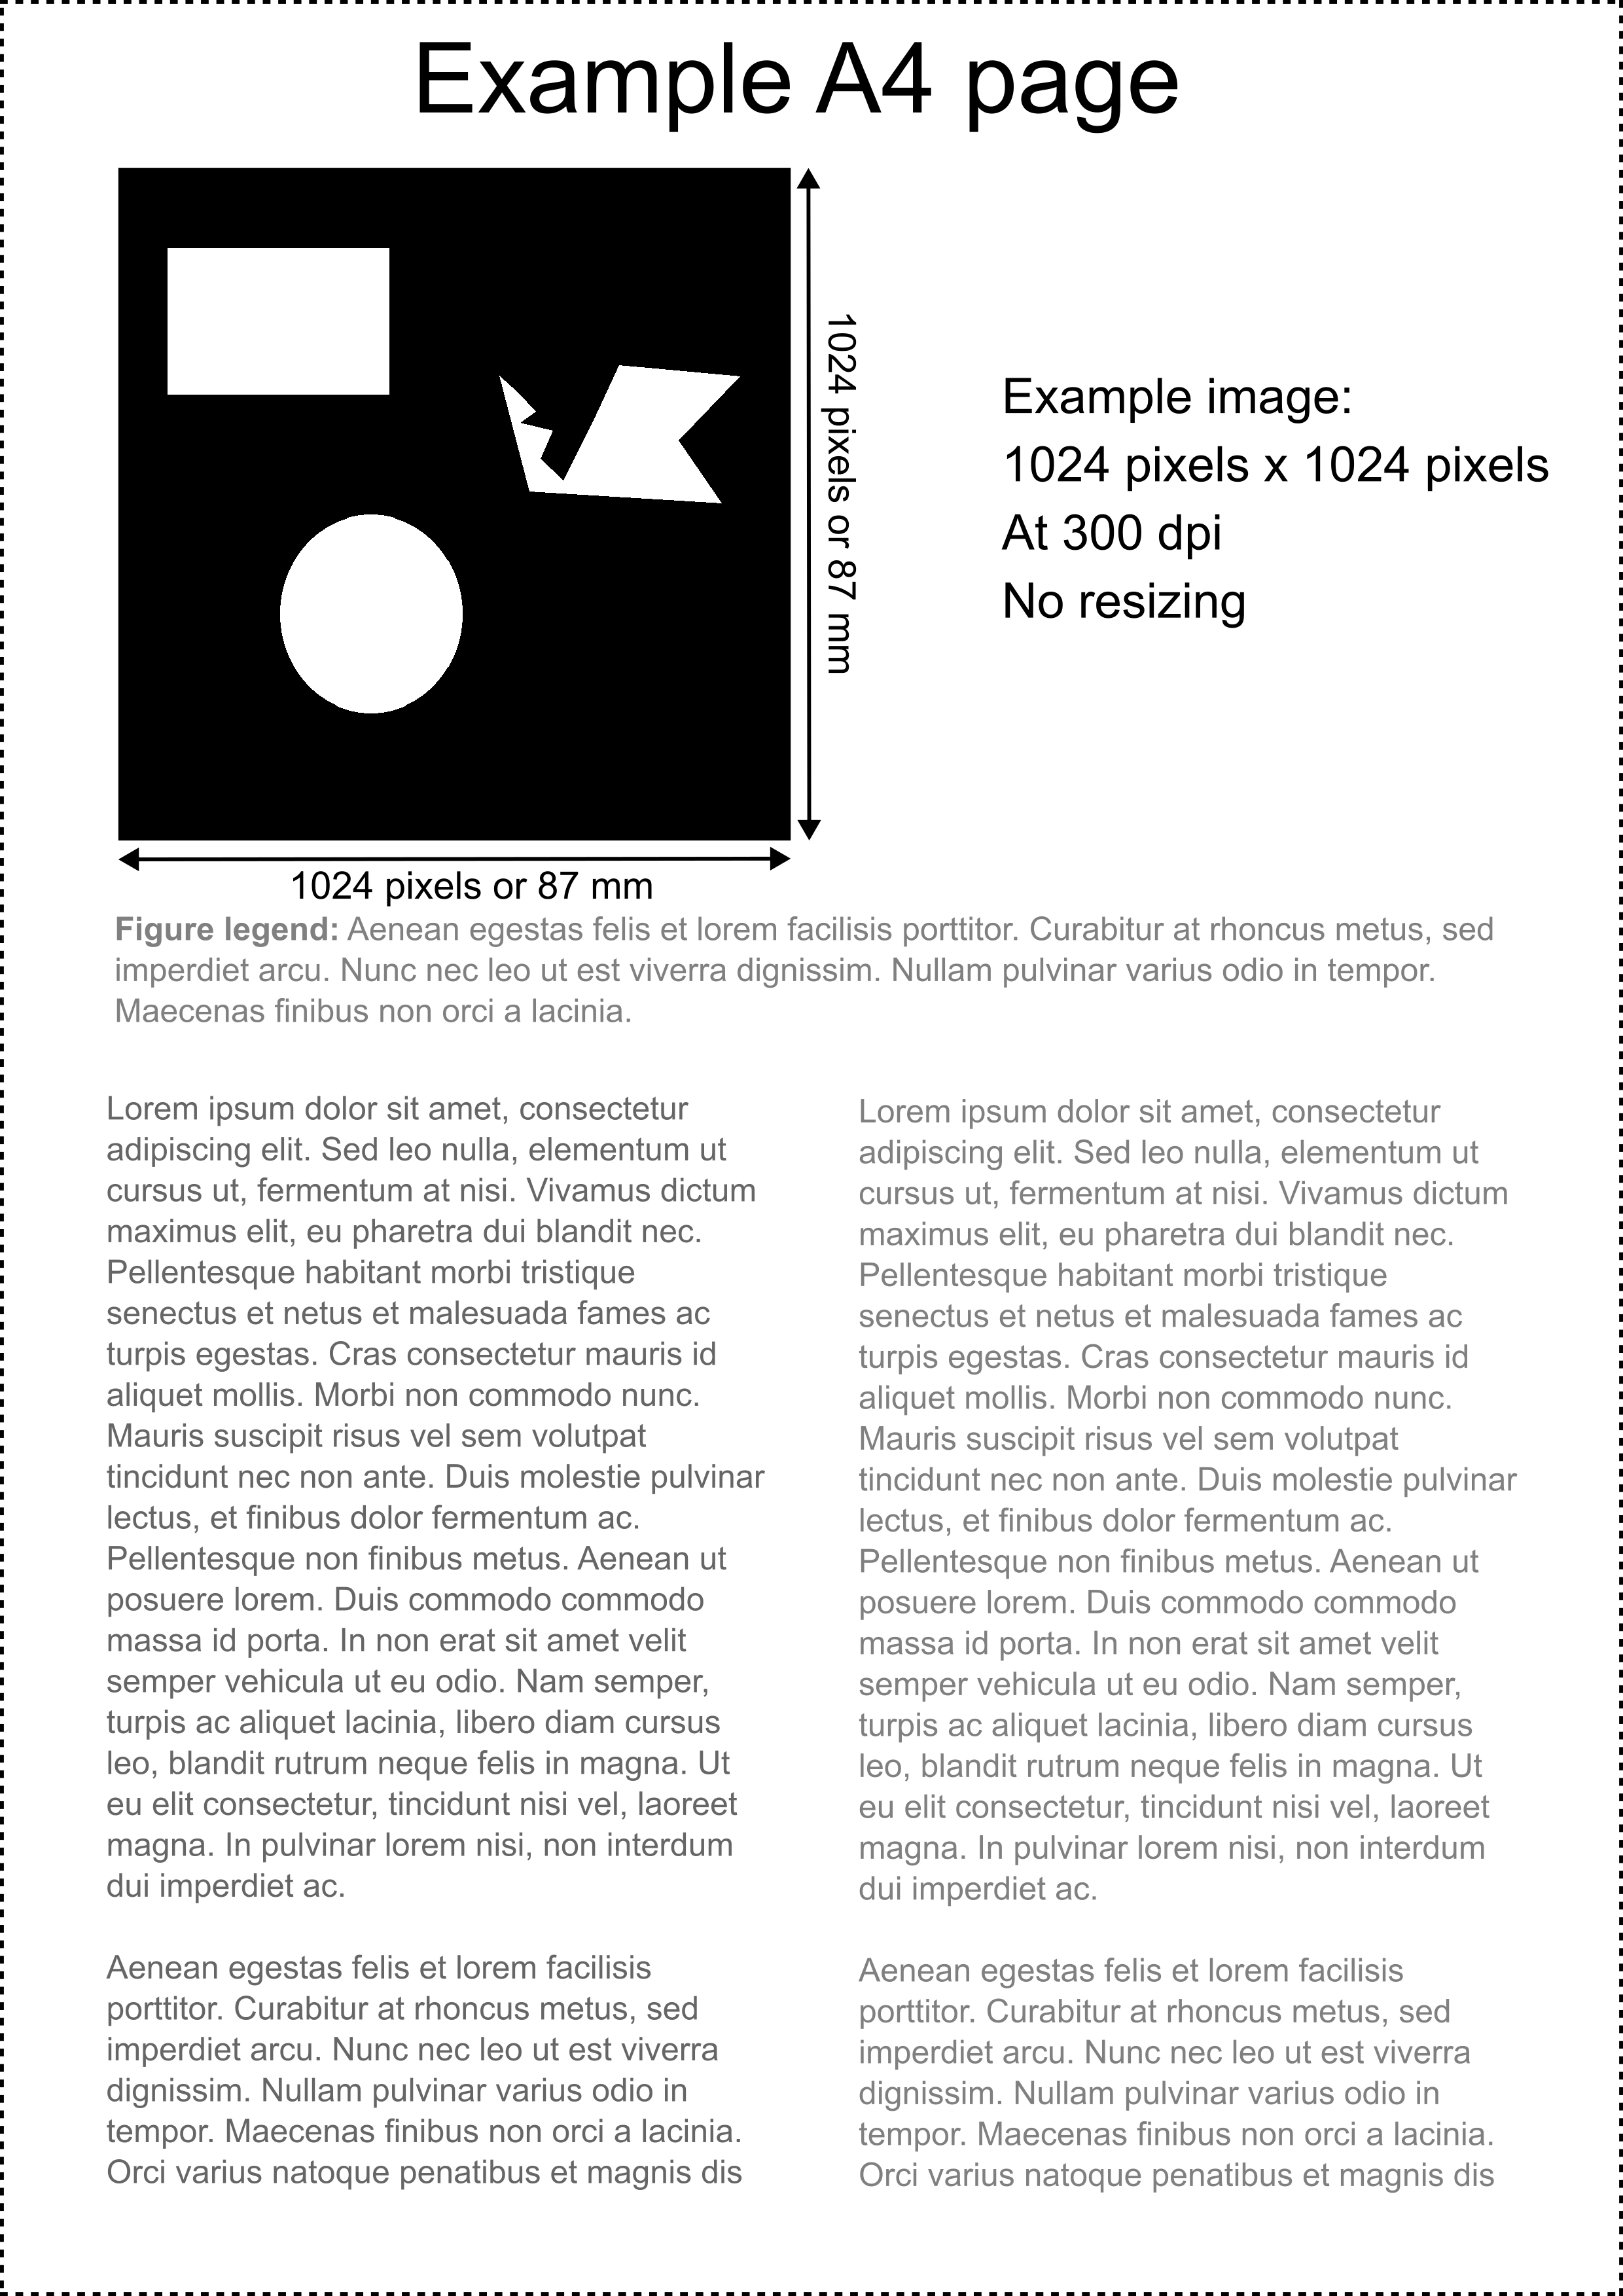 Example A4 page
1024 pixels or 87 mm
Example image:
1024 pixels x 1024 pixels
At 300 dpi
No resizing
1024 pixels or 87 mm
Figure legend: Aenean egestas felis et lorem facilisis porttitor. Curabitur at rhoncus metus, sed
imperdiet arcu. Nunc nec leo ut est viverra dignissim. Nullam pulvinar varius odio in tempor.
Maecenas finibus non orci a lacinia.
Lorem ipsum dolor sit amet, consectetur
adipiscing elit. Sed leo nulla, elementum ut
cursus ut, fermentum at nisi. Vivamus dictum
maximus elit, eu pharetra dui blandit nec.
Pellentesque habitant morbi tristique
senectus et netus et malesuada fames ac
turpis egestas. Cras consectetur mauris id
aliquet mollis. Morbi non commodo nunc.
Mauris suscipit risus vel sem volutpat
tincidunt nec non ante. Duis molestie pulvinar
lectus, et finibus dolor fermentum ac.
Pellentesque non finibus metus. Aenean ut
posuere lorem. Duis commodo commodo
massa id porta. In non erat sit amet velit
semper vehicula ut eu odio. Nam semper,
turpis ac aliquet lacinia, libero diam cursus
leo, blandit rutrum neque felis in magna. Ut
eu elit consectetur, tincidunt nisi vel, laoreet
magna. In pulvinar lorem nisi, non interdum
dui imperdiet ac.
Aenean egestas felis et lorem facilisis
porttitor. Curabitur at rhoncus metus, sed
imperdiet arcu. Nunc nec leo ut est viverra
dignissim. Nullam pulvinar varius odio in
tempor. Maecenas finibus non orci a lacinia.
Orci varius natoque penatibus et magnis dis
Lorem ipsum dolor sit amet, consectetur
adipiscing elit. Sed leo nulla, elementum ut
cursus ut, fermentum at nisi. Vivamus dictum
maximus elit, eu pharetra dui blandit nec.
Pellentesque habitant morbi tristique
senectus et netus et malesuada fames ac
turpis egestas. Cras consectetur mauris id
aliquet mollis. Morbi non commodo nunc.
Mauris suscipit risus vel sem volutpat
tincidunt nec non ante. Duis molestie pulvinar
lectus, et finibus dolor fermentum ac.
Pellentesque non finibus metus. Aenean ut
posuere lorem. Duis commodo commodo
massa id porta. In non erat sit amet velit
semper vehicula ut eu odio. Nam semper,
turpis ac aliquet lacinia, libero diam cursus
leo, blandit rutrum neque felis in magna. Ut
eu elit consectetur, tincidunt nisi vel, laoreet
magna. In pulvinar lorem nisi, non interdum
dui imperdiet ac.
Aenean egestas felis et lorem facilisis
porttitor. Curabitur at rhoncus metus, sed
imperdiet arcu. Nunc nec leo ut est viverra
dignissim. Nullam pulvinar varius odio in
tempor. Maecenas finibus non orci a lacinia.
Orci varius natoque penatibus et magnis dis